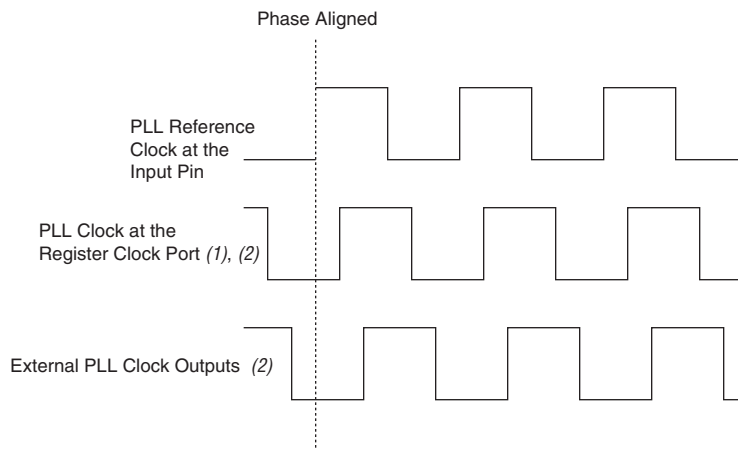 Phase Aligned
PLL Reference
Clock at the
Input Pin
PLL Clock at the
Register Clock Port (1), (2)
External PLL Clock Outputs (2)